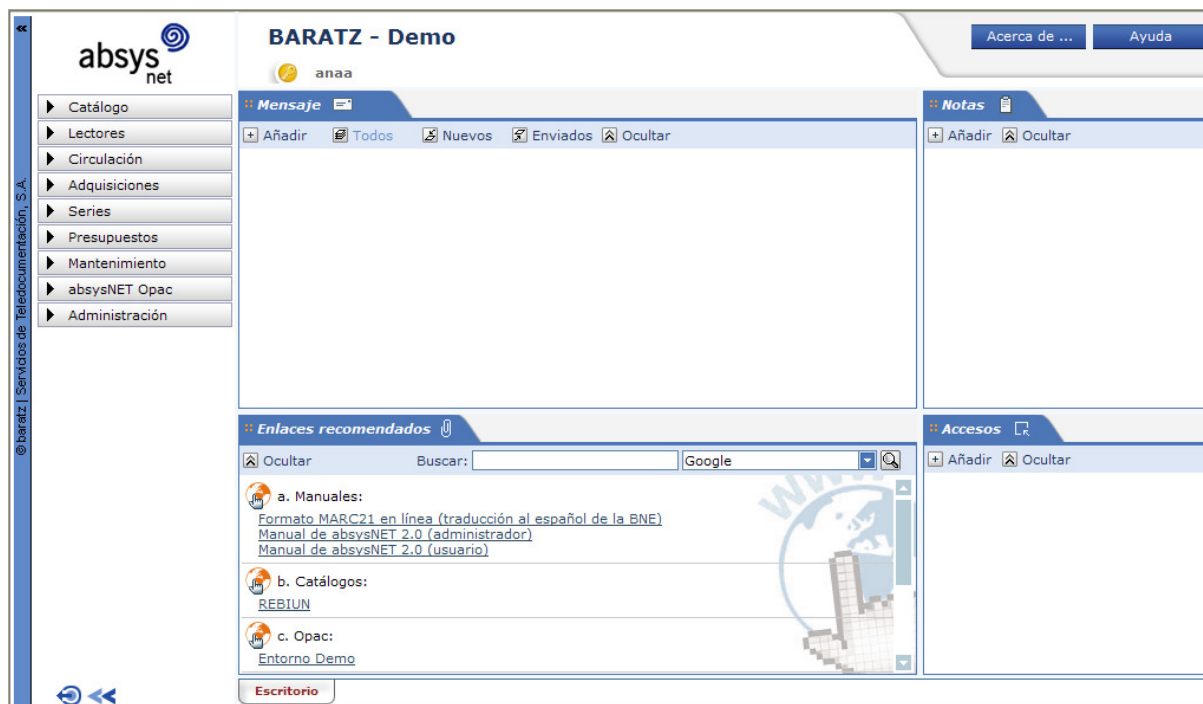 «
© baratz | Servicios de Teledocumentación, S.A.
absys
net
BARATZ - Demo
anaa
Acerca de ...
Ayuda
Catálogo
Lectores
Circulación
Adquisiciones
Series
Presupuestos
Mantenimiento
absysNET Opac
Administración
Mensaje
Añadir Todos Nuevos Enviados Ocultar
Notas
Añadir Ocultar
Enlaces recomendados
Ocultar Buscar: Google
a. Manuales:
Formato MARC21 en línea (traducción al español de la BNE)
Manual de absysNET 2.0 (administrador)
Manual de absysNET 2.0 (usuario)
b. Catálogos:
REBIUN
c. Opac:
Entorno Demo
WWW
Accesos
Añadir Ocultar
Escritorio